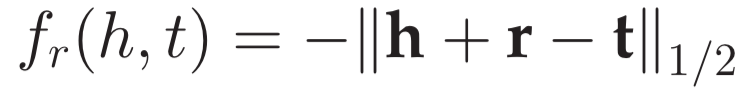 f_r(h, t) = −‖𝐡 + 𝐫 − 𝐭‖_{1/2}